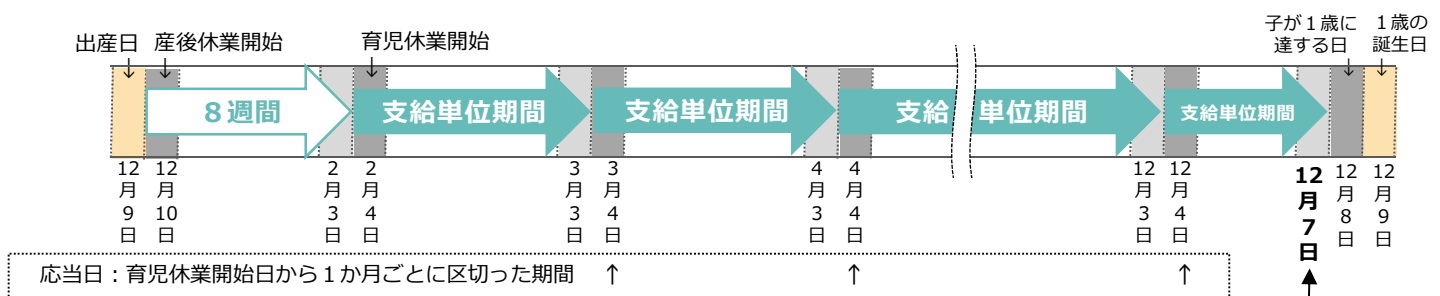 出産日 産後休業開始 育児休業開始 子が１歳に達する日 １歳の誕生日
↓ ↓ ↓ ↓ ↓
８週間 支給単位期間 支給単位期間 支給単位期間 支給単位期間
12月9日 12月10日 2月3日 2月4日 3月3日 3月4日 4月3日 4月4日 12月3日 12月4日 12月7日 12月8日 12月9日
応当日：育児休業開始日から１か月ごとに区切った期間 ↑ ↑ ↑ ↑